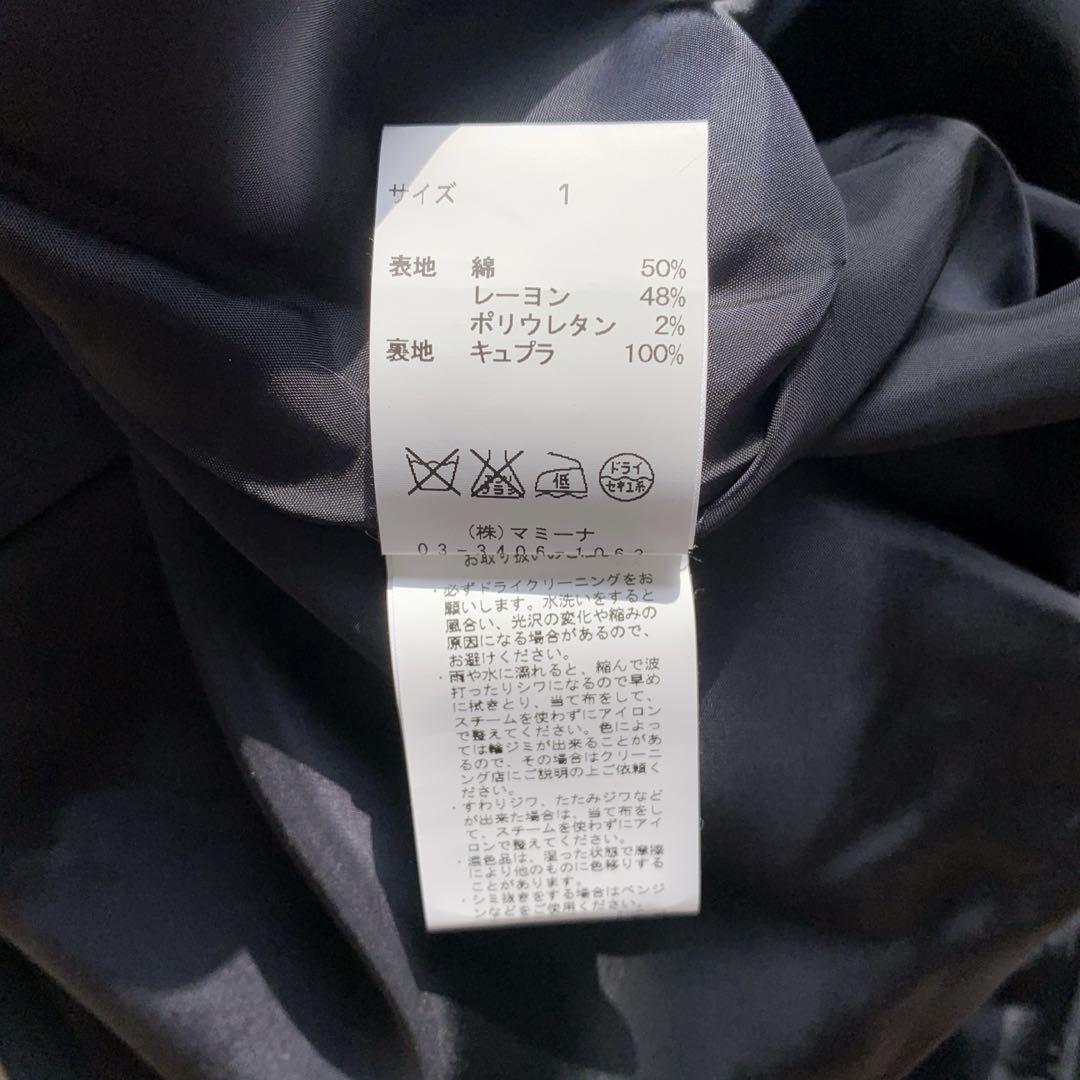 サイズ 1
表地 綿 50%
レーヨン 48%
ポリウレタン 2%
裏地 キュプラ 100%
エンソ
フラシ
低
ドライ
セキユ系
(株)マミーナ
03-3406-1062
・必ずドライクリーニングをお
願いします。水洗いをすると
風合い、光沢の変化や縮みの
原因になる場合があるので、
お避けください。
・雨や水に濡れると、縮んで波
打ったりシワになるので早め
に拭きとり、当て布をして、
スチームを使わずにアイロン
で整えてください。色によっ
ては輪ジミが出来ることがあ
るので、その場合はクリーニ
ング店にご説明の上ご依頼く
ださい。
・すわりジワ、たたみジワなど
が出来た場合は、当て布をし
て、スチームを使わずにアイ
ロンで整えてください。
・濃色品は、湿った状態で摩擦
により他のものに色移りする
ことがあります。
・シミ抜きをする場合はベンジ
ンなどをご使用ください。